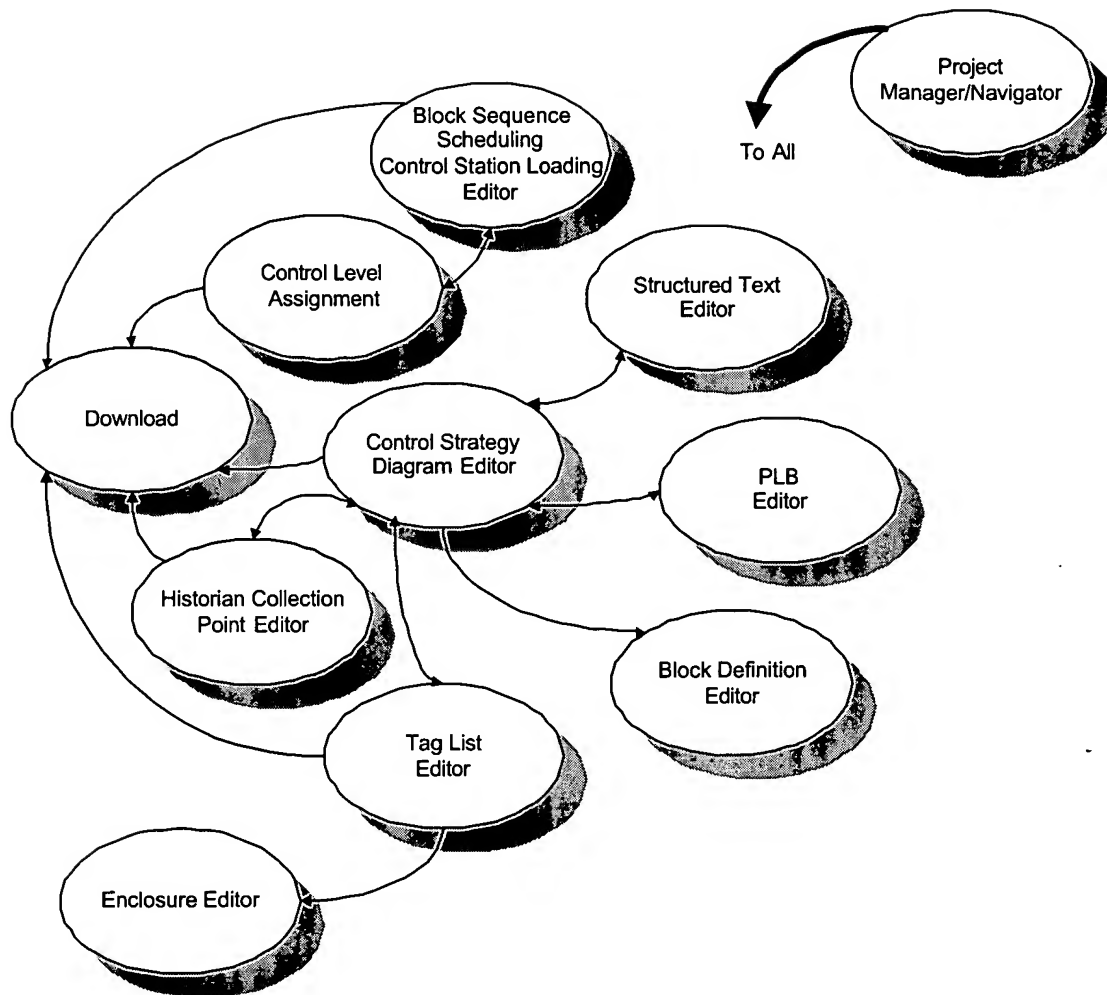 Project
Manager/Navigator
To All
Block Sequence
Scheduling
Control Station Loading
Editor
Control Level
Assignment
Structured Text
Editor
Download
Control Strategy
Diagram Editor
PLB
Editor
Historian Collection
Point Editor
Block Definition
Editor
Tag List
Editor
Enclosure Editor